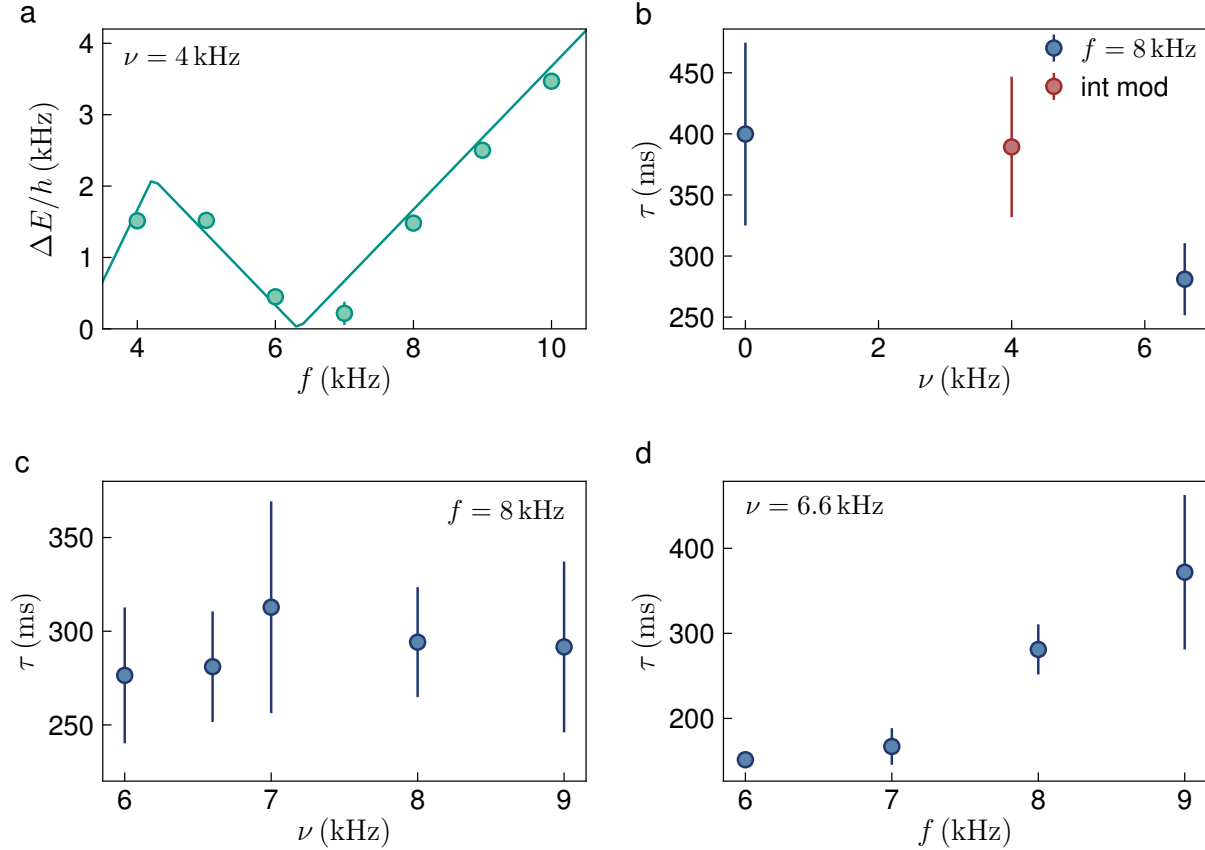 a
ν = 4 kHz
ΔE/h (kHz)
4
3
2
1
0
4
6
8
10
f (kHz)
b
f = 8 kHz
int mod
τ (ms)
450
400
350
300
250
0
2
4
6
ν (kHz)
c
f = 8 kHz
τ (ms)
350
300
250
6
7
8
9
ν (kHz)
d
ν = 6.6 kHz
τ (ms)
400
300
200
6
7
8
9
f (kHz)